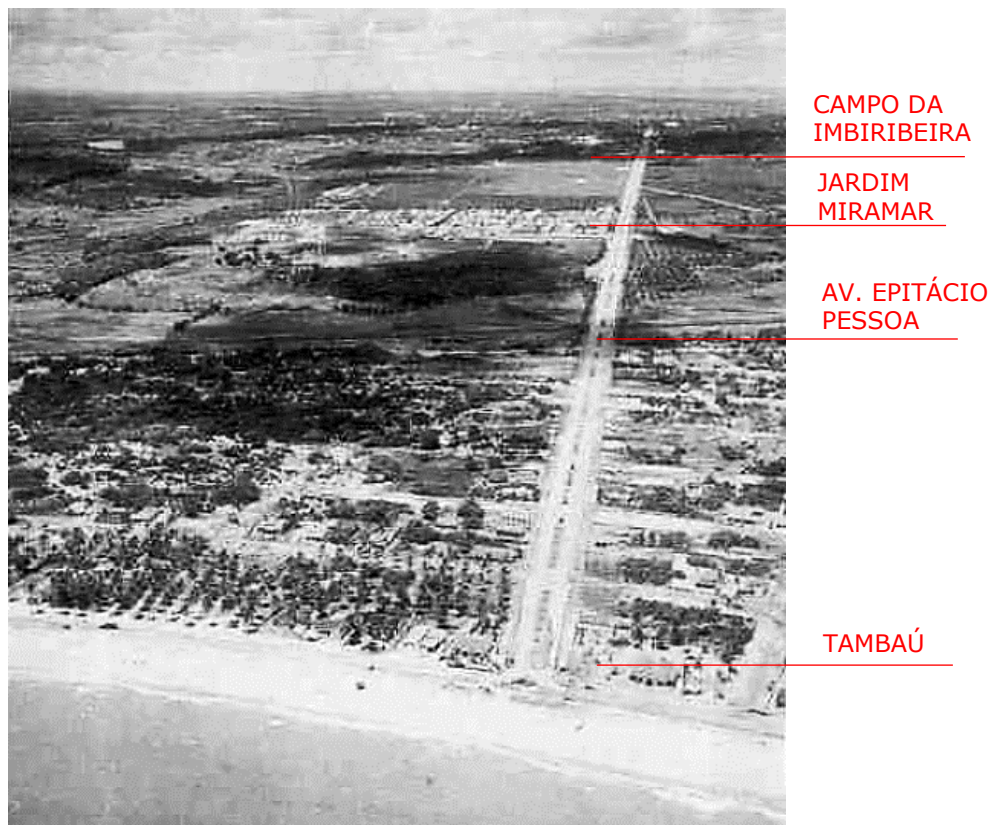 CAMPO DA
IMBIRIBEIRA
JARDIM
MIRAMAR
AV. EPITÁCIO
PESSOA
TAMBAÚ